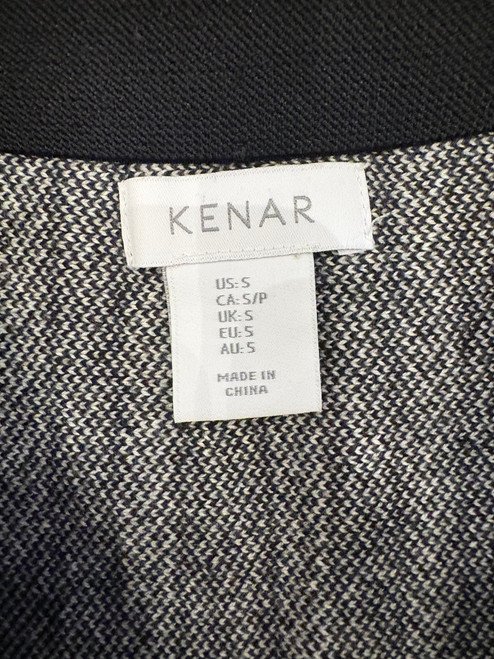 KENAR
US: S
CA: S/P
UK: S
EU: S
AU: S
MADE IN
CHINA